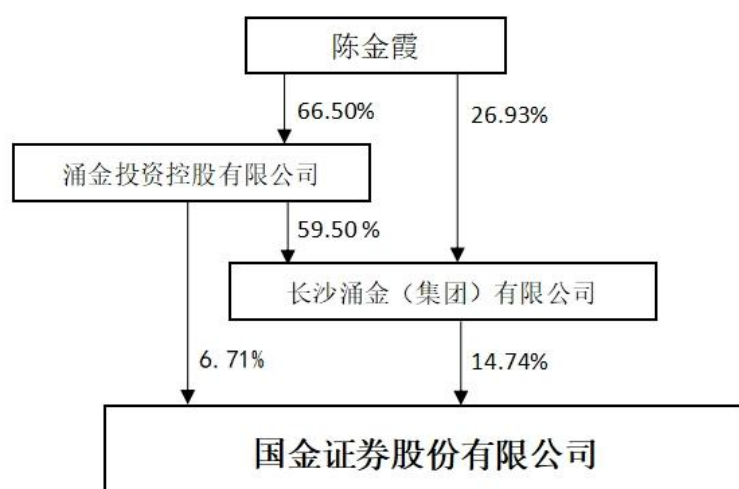 陈金霞
66.50%
26.93%
涌金投资控股有限公司
59.50%
长沙涌金（集团）有限公司
6.71%
14.74%
国金证券股份有限公司